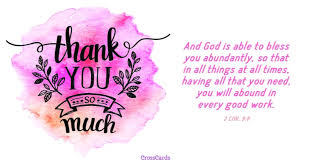 thank
YOU
so
much
And God is able to bless
you abundantly, so that
in all things at all times,
having all that you need,
you will abound in
every good work.
2 COR. 9:8
CrossCards